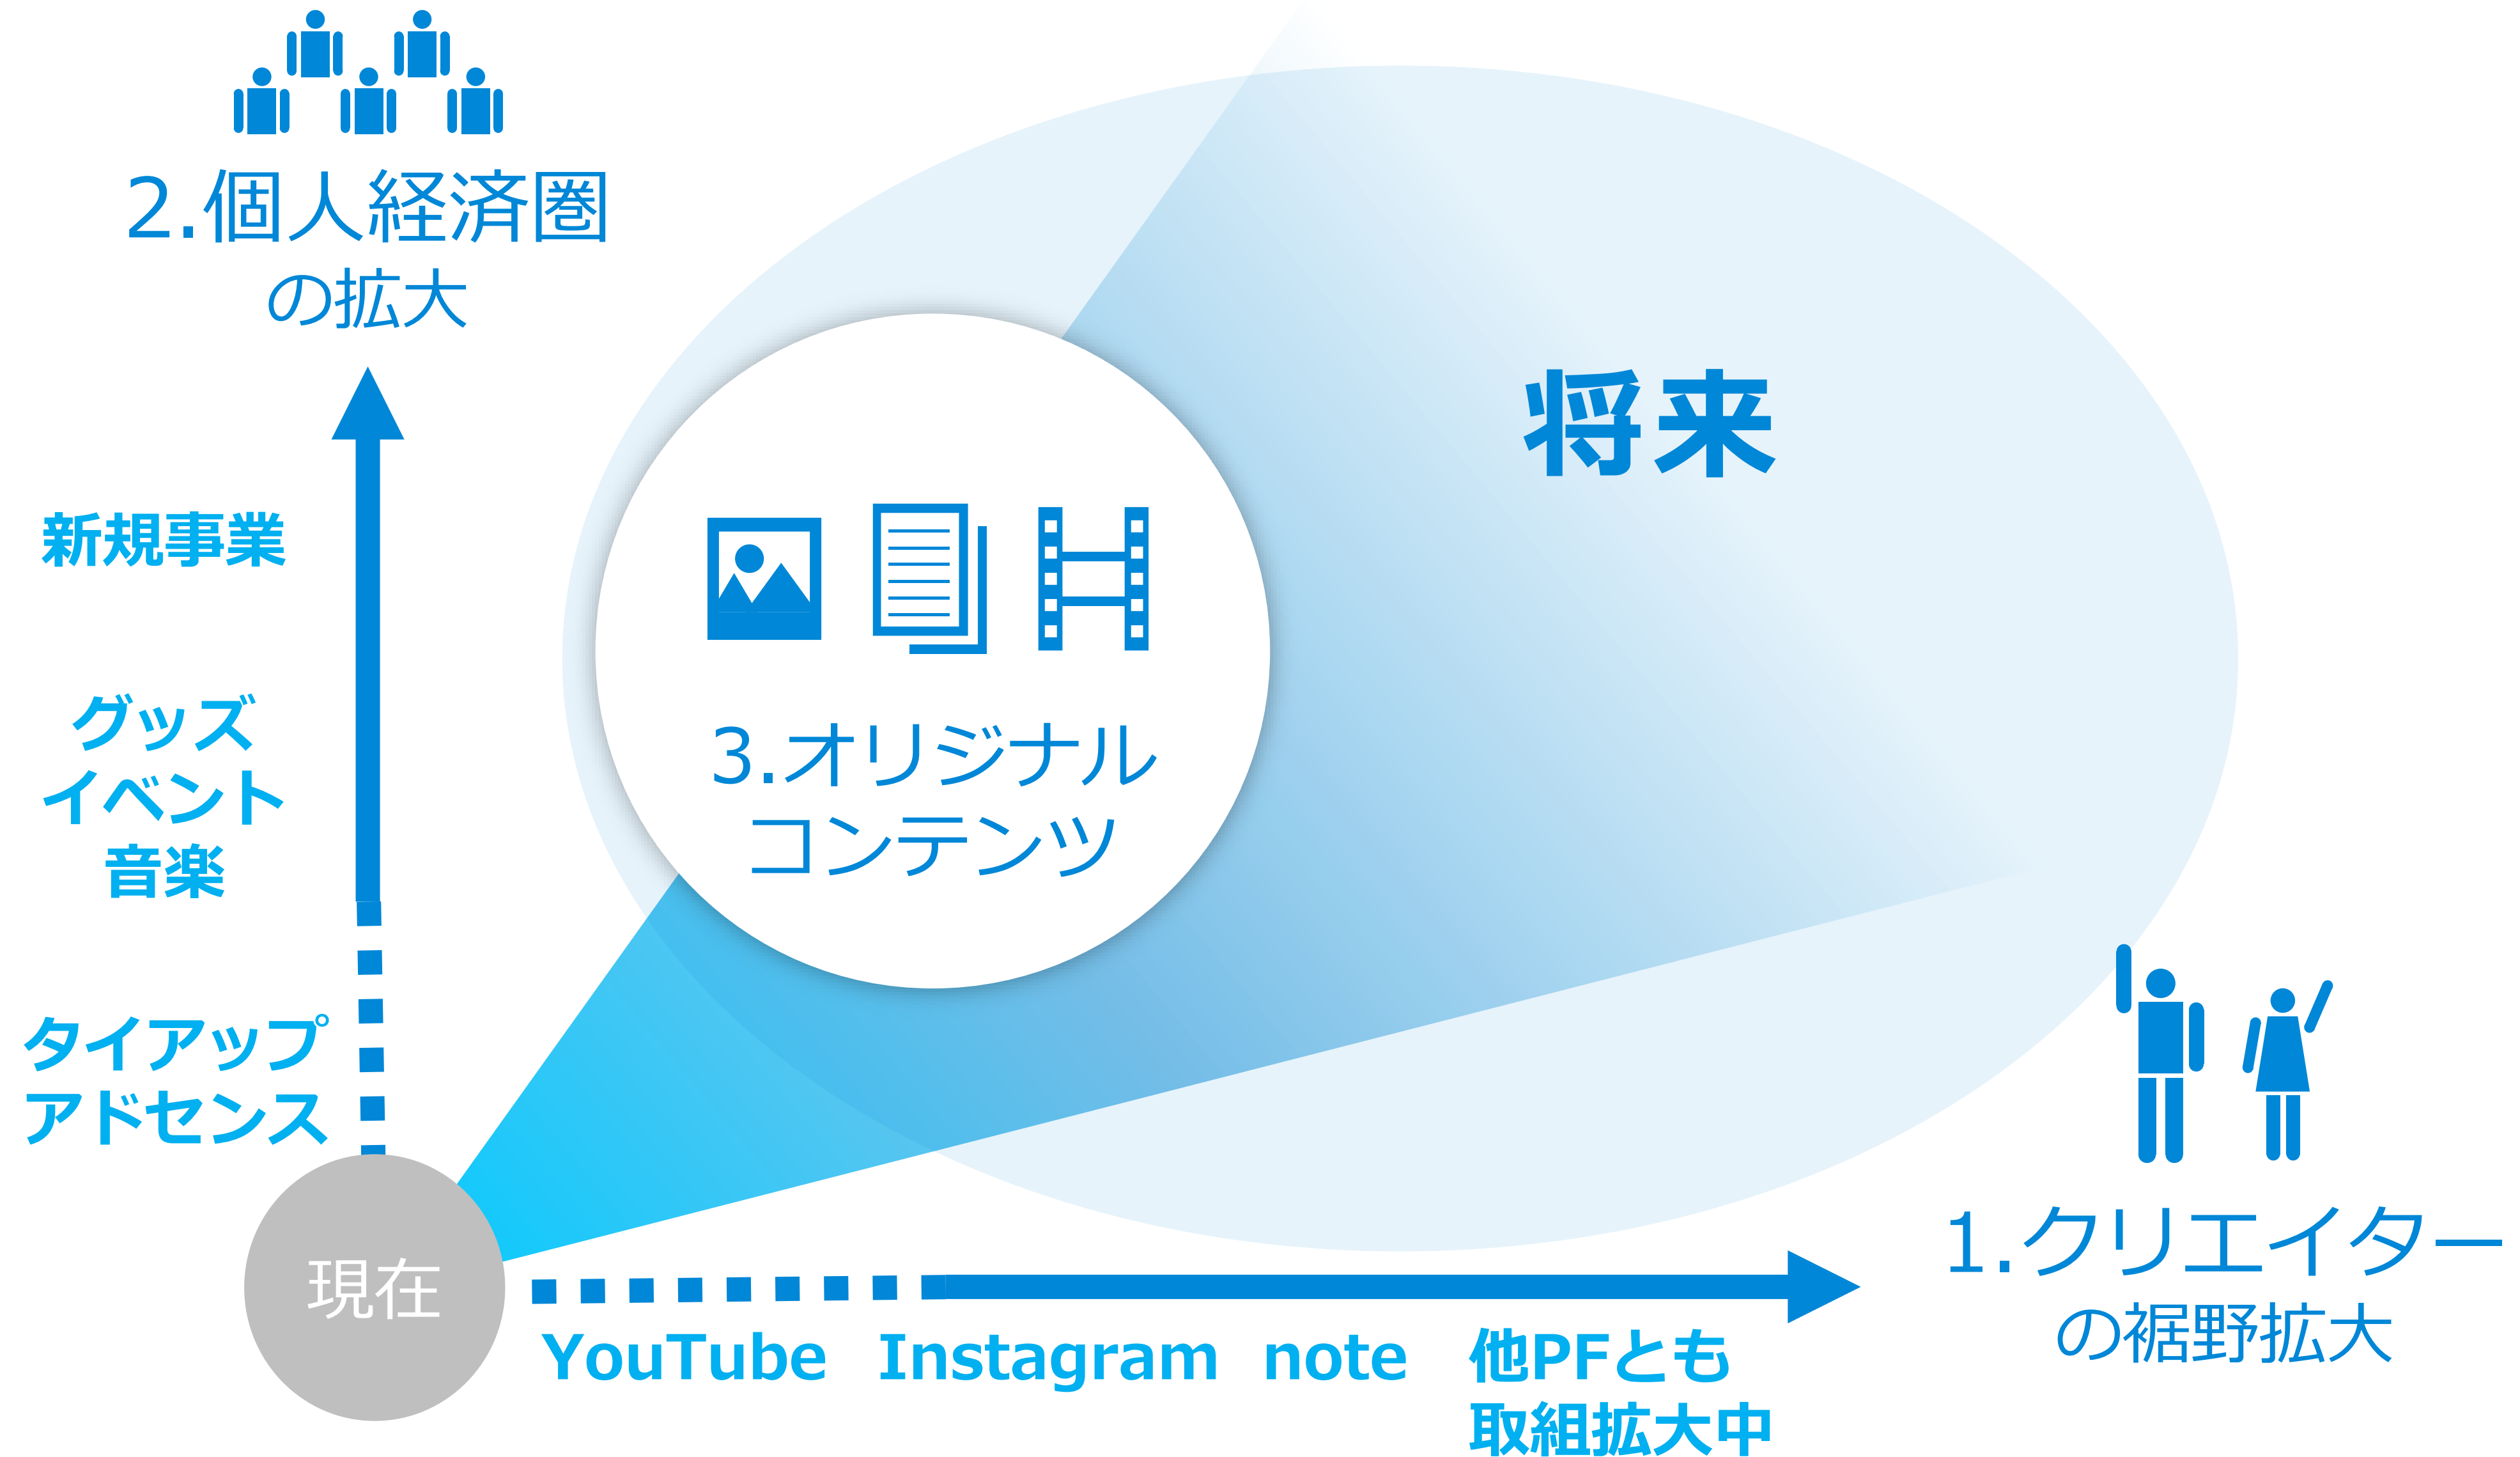 2.個人経済圏
の拡大
将来
新規事業
3.オリジナル
コンテンツ
グッズ
イベント
音楽
タイアップ
アドセンス
現在
1.クリエイター
の裾野拡大
YouTube Instagram note 他PFとも
取組拡大中